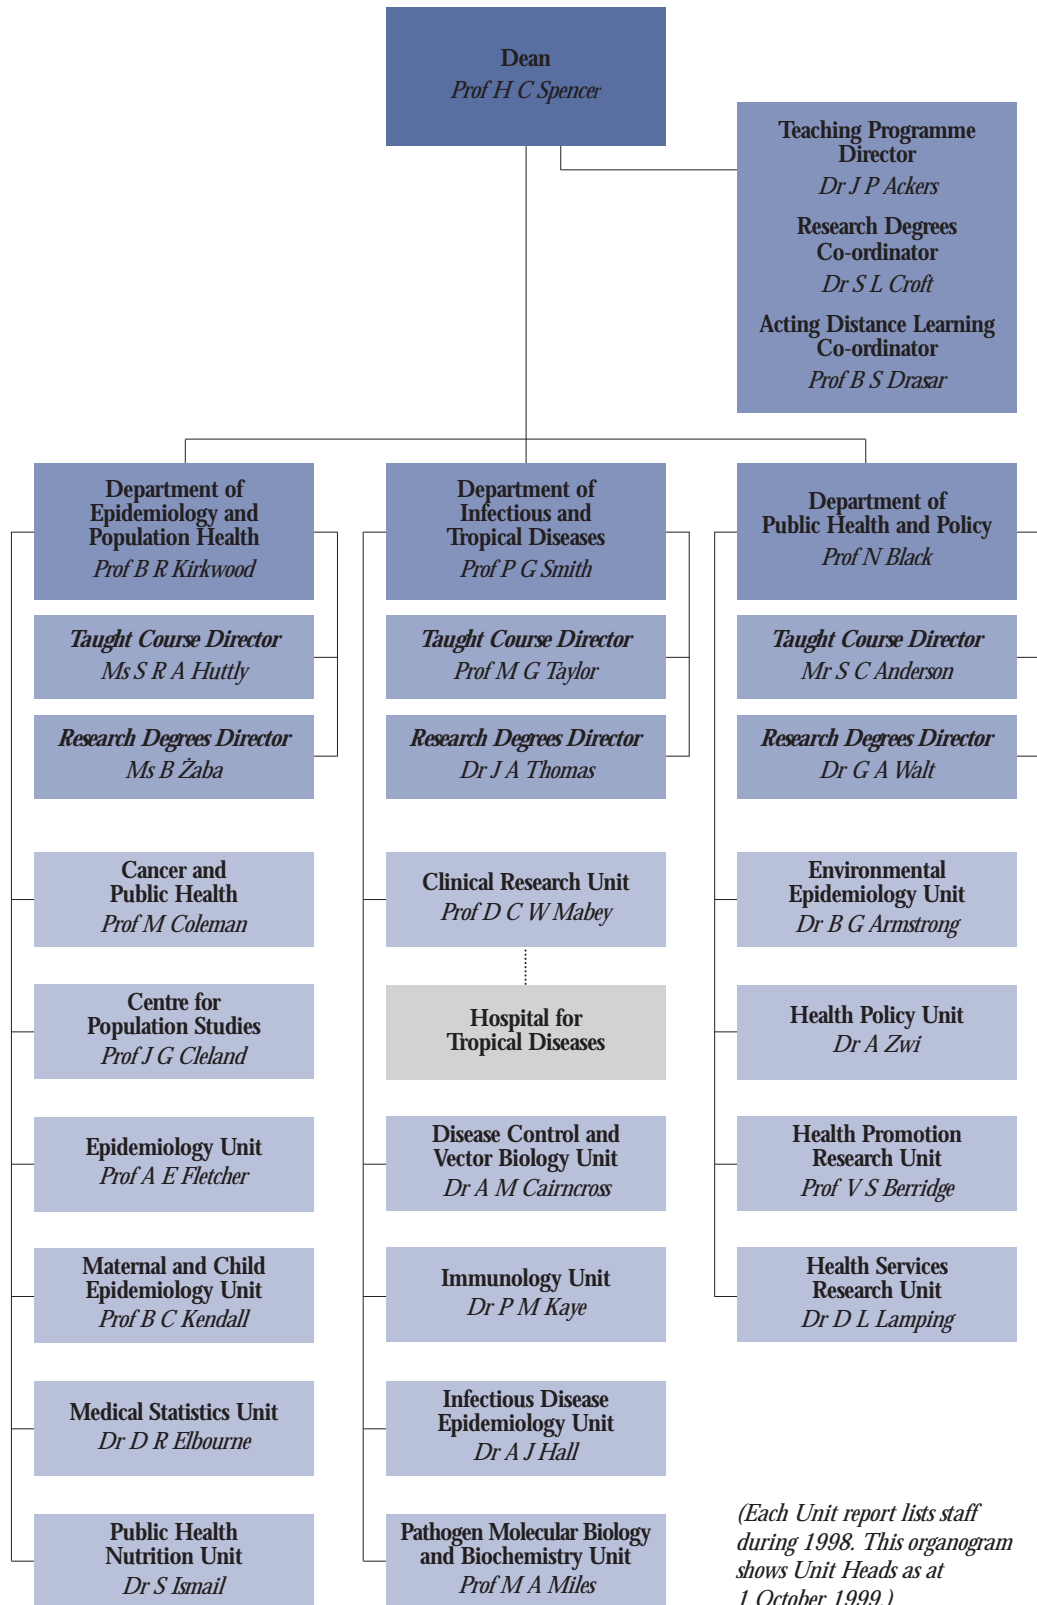 Dean
Prof H C Spencer
Teaching Programme
Director
Dr J P Ackers
Research Degrees
Co-ordinator
Dr S L Croft
Acting Distance Learning
Co-ordinator
Prof B S Drasar
Department of
Epidemiology and
Population Health
Prof B R Kirkwood
Taught Course Director
Ms S R A Huttly
Research Degrees Director
Ms B Żaba
Cancer and
Public Health
Prof M Coleman
Centre for
Population Studies
Prof J G Cleland
Epidemiology Unit
Prof A E Fletcher
Maternal and Child
Epidemiology Unit
Prof B C Kendall
Medical Statistics Unit
Dr D R Elbourne
Public Health
Nutrition Unit
Dr S Ismail
Department of
Infectious and
Tropical Diseases
Prof P G Smith
Taught Course Director
Prof M G Taylor
Research Degrees Director
Dr J A Thomas
Clinical Research Unit
Prof D C W Mabey
Hospital for
Tropical Diseases
Disease Control and
Vector Biology Unit
Dr A M Cairncross
Immunology Unit
Dr P M Kaye
Infectious Disease
Epidemiology Unit
Dr A J Hall
Pathogen Molecular Biology
and Biochemistry Unit
Prof M A Miles
Department of
Public Health and Policy
Prof N Black
Taught Course Director
Mr S C Anderson
Research Degrees Director
Dr G A Walt
Environmental
Epidemiology Unit
Dr B G Armstrong
Health Policy Unit
Dr A Zwi
Health Promotion
Research Unit
Prof V S Berridge
Health Services
Research Unit
Dr D L Lamping
(Each Unit report lists staff
during 1998. This organogram
shows Unit Heads as at
1 October 1999.)